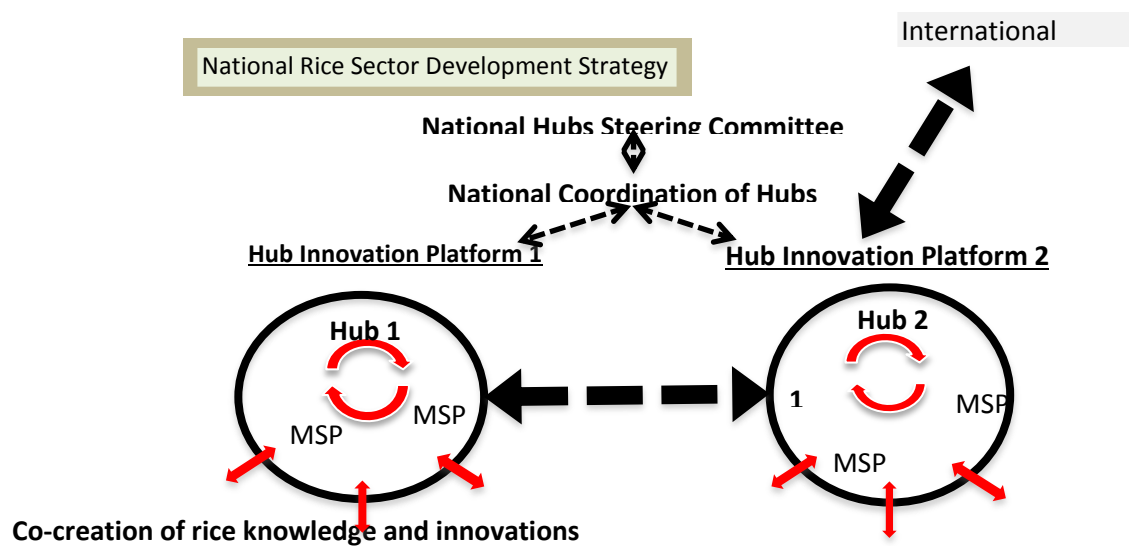 International
National Rice Sector Development Strategy
National Hubs Steering Committee
National Coordination of Hubs
Hub Innovation Platform 1
Hub Innovation Platform 2
Hub 1
Hub 2
MSP
MSP
1
MSP
MSP
Co-creation of rice knowledge and innovations